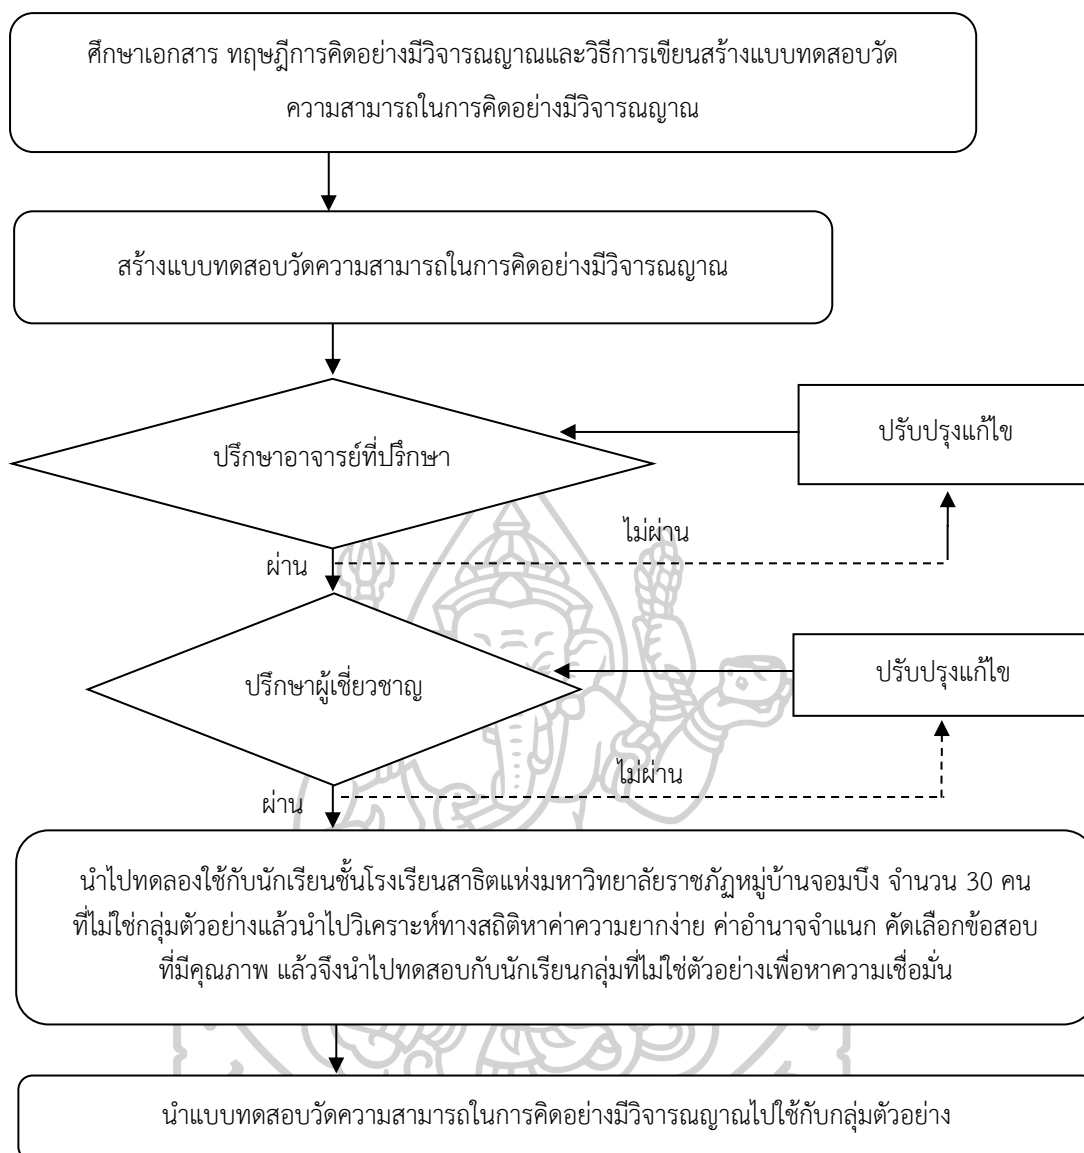 ศึกษาเอกสาร ทฤษฎีการคิดอย่างมีวิจารณญาณและวิธีการเขียนสร้างแบบทดสอบวัด
ความสามารถในการคิดอย่างมีวิจารณญาณ
สร้างแบบทดสอบวัดความสามารถในการคิดอย่างมีวิจารณญาณ
ปรับปรุงแก้ไข
ปรึกษาอาจารย์ที่ปรึกษา
ไม่ผ่าน
ผ่าน
ปรับปรุงแก้ไข
ปรึกษาผู้เชี่ยวชาญ
ไม่ผ่าน
ผ่าน
นำไปทดลองใช้กับนักเรียนชั้นโรงเรียนสาธิตแห่งมหาวิทยาลัยราชภัฏหมู่บ้านจอมบึง จำนวน 30 คน
ที่ไม่ใช่กลุ่มตัวอย่างแล้วนำไปวิเคราะห์ทางสถิติหาค่าความยากง่าย ค่าอำนาจจำแนก คัดเลือกข้อสอบ
ที่มีคุณภาพ แล้วจึงนำไปทดสอบกับนักเรียนกลุ่มที่ไม่ใช่ตัวอย่างเพื่อหาความเชื่อมั่น
นำแบบทดสอบวัดความสามารถในการคิดอย่างมีวิจารณญาณไปใช้กับกลุ่มตัวอย่าง